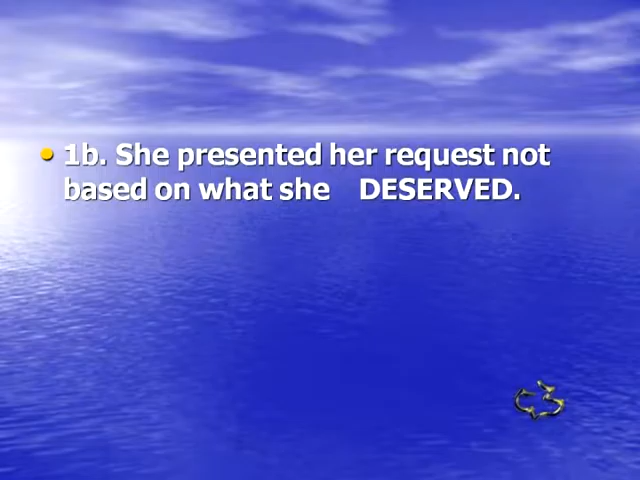 • 1b. She presented her request not
based on what she DESERVED.